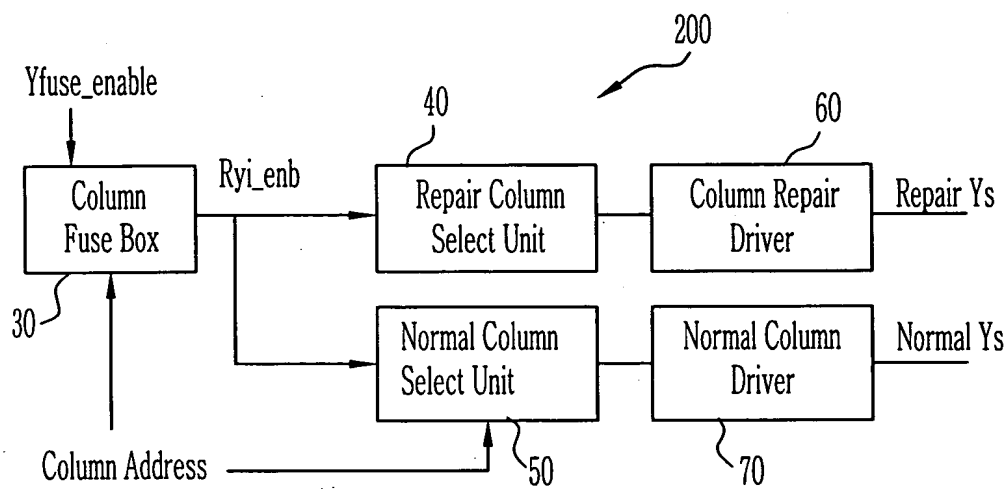 200
Yfuse_enable
40
60
Column
Fuse Box
Ryi_enb
Repair Column
Select Unit
Column Repair
Driver
Repair Ys
30
Normal Column
Select Unit
Normal Column
Driver
Normal Ys
Column Address
50
70